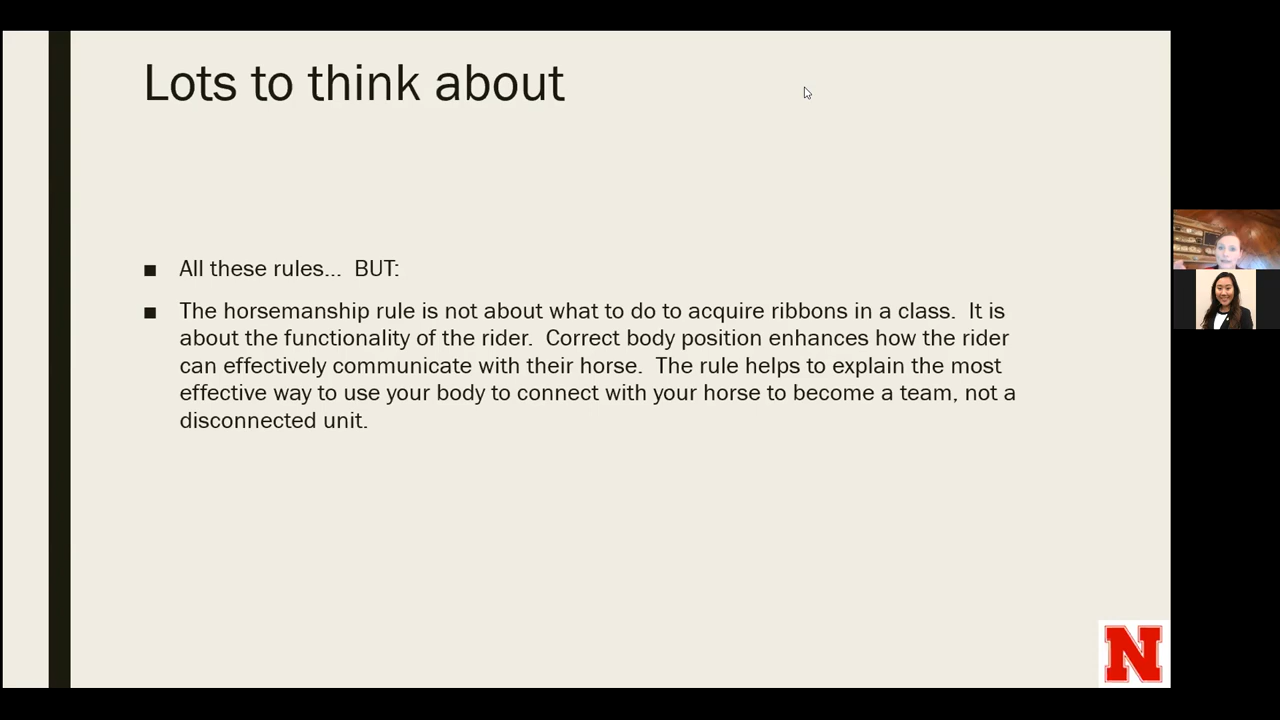 Lots to think about
■ All these rules...  BUT:
■ The horsemanship rule is not about what to do to acquire ribbons in a class.  It is
about the functionality of the rider.  Correct body position enhances how the rider
can effectively communicate with their horse.  The rule helps to explain the most
effective way to use your body to connect with your horse to become a team, not a
disconnected unit.
N